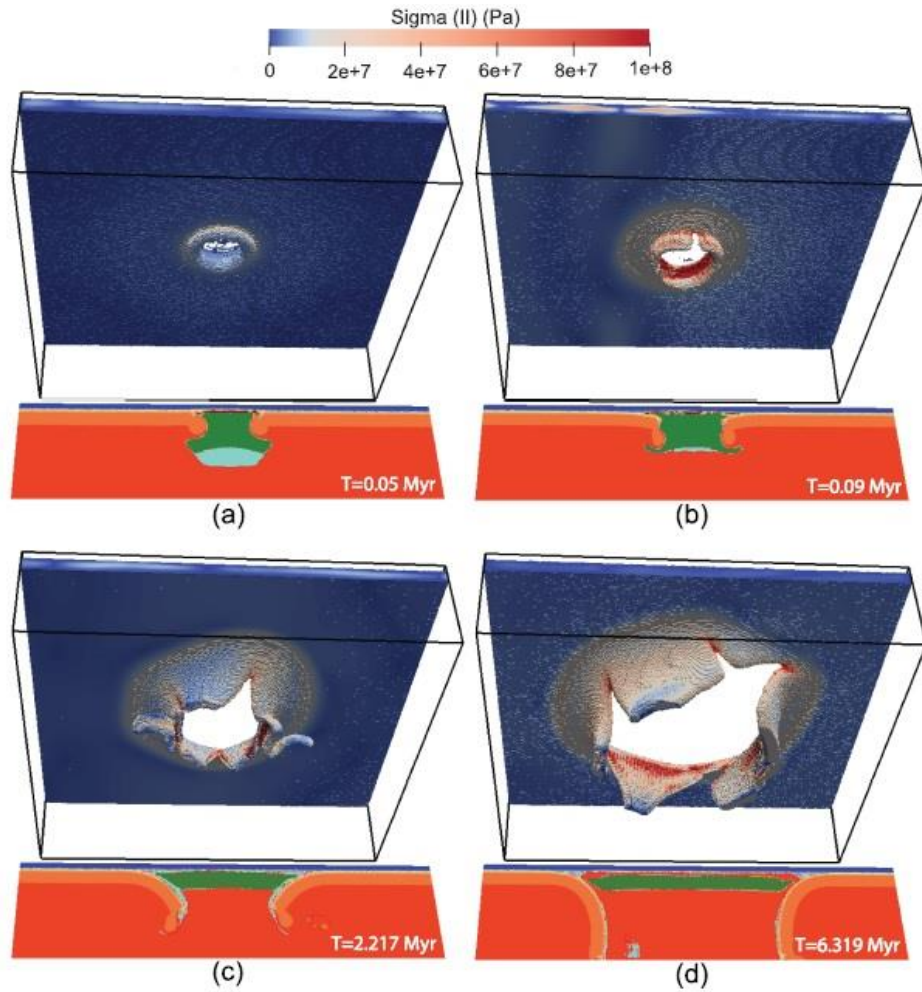 Sigma (II) (Pa)
0 2e+7 4e+7 6e+7 8e+7 1e+8
T=0.05 Myr
T=0.09 Myr
(a)
(b)
T=2.217 Myr
T=6.319 Myr
(c)
(d)